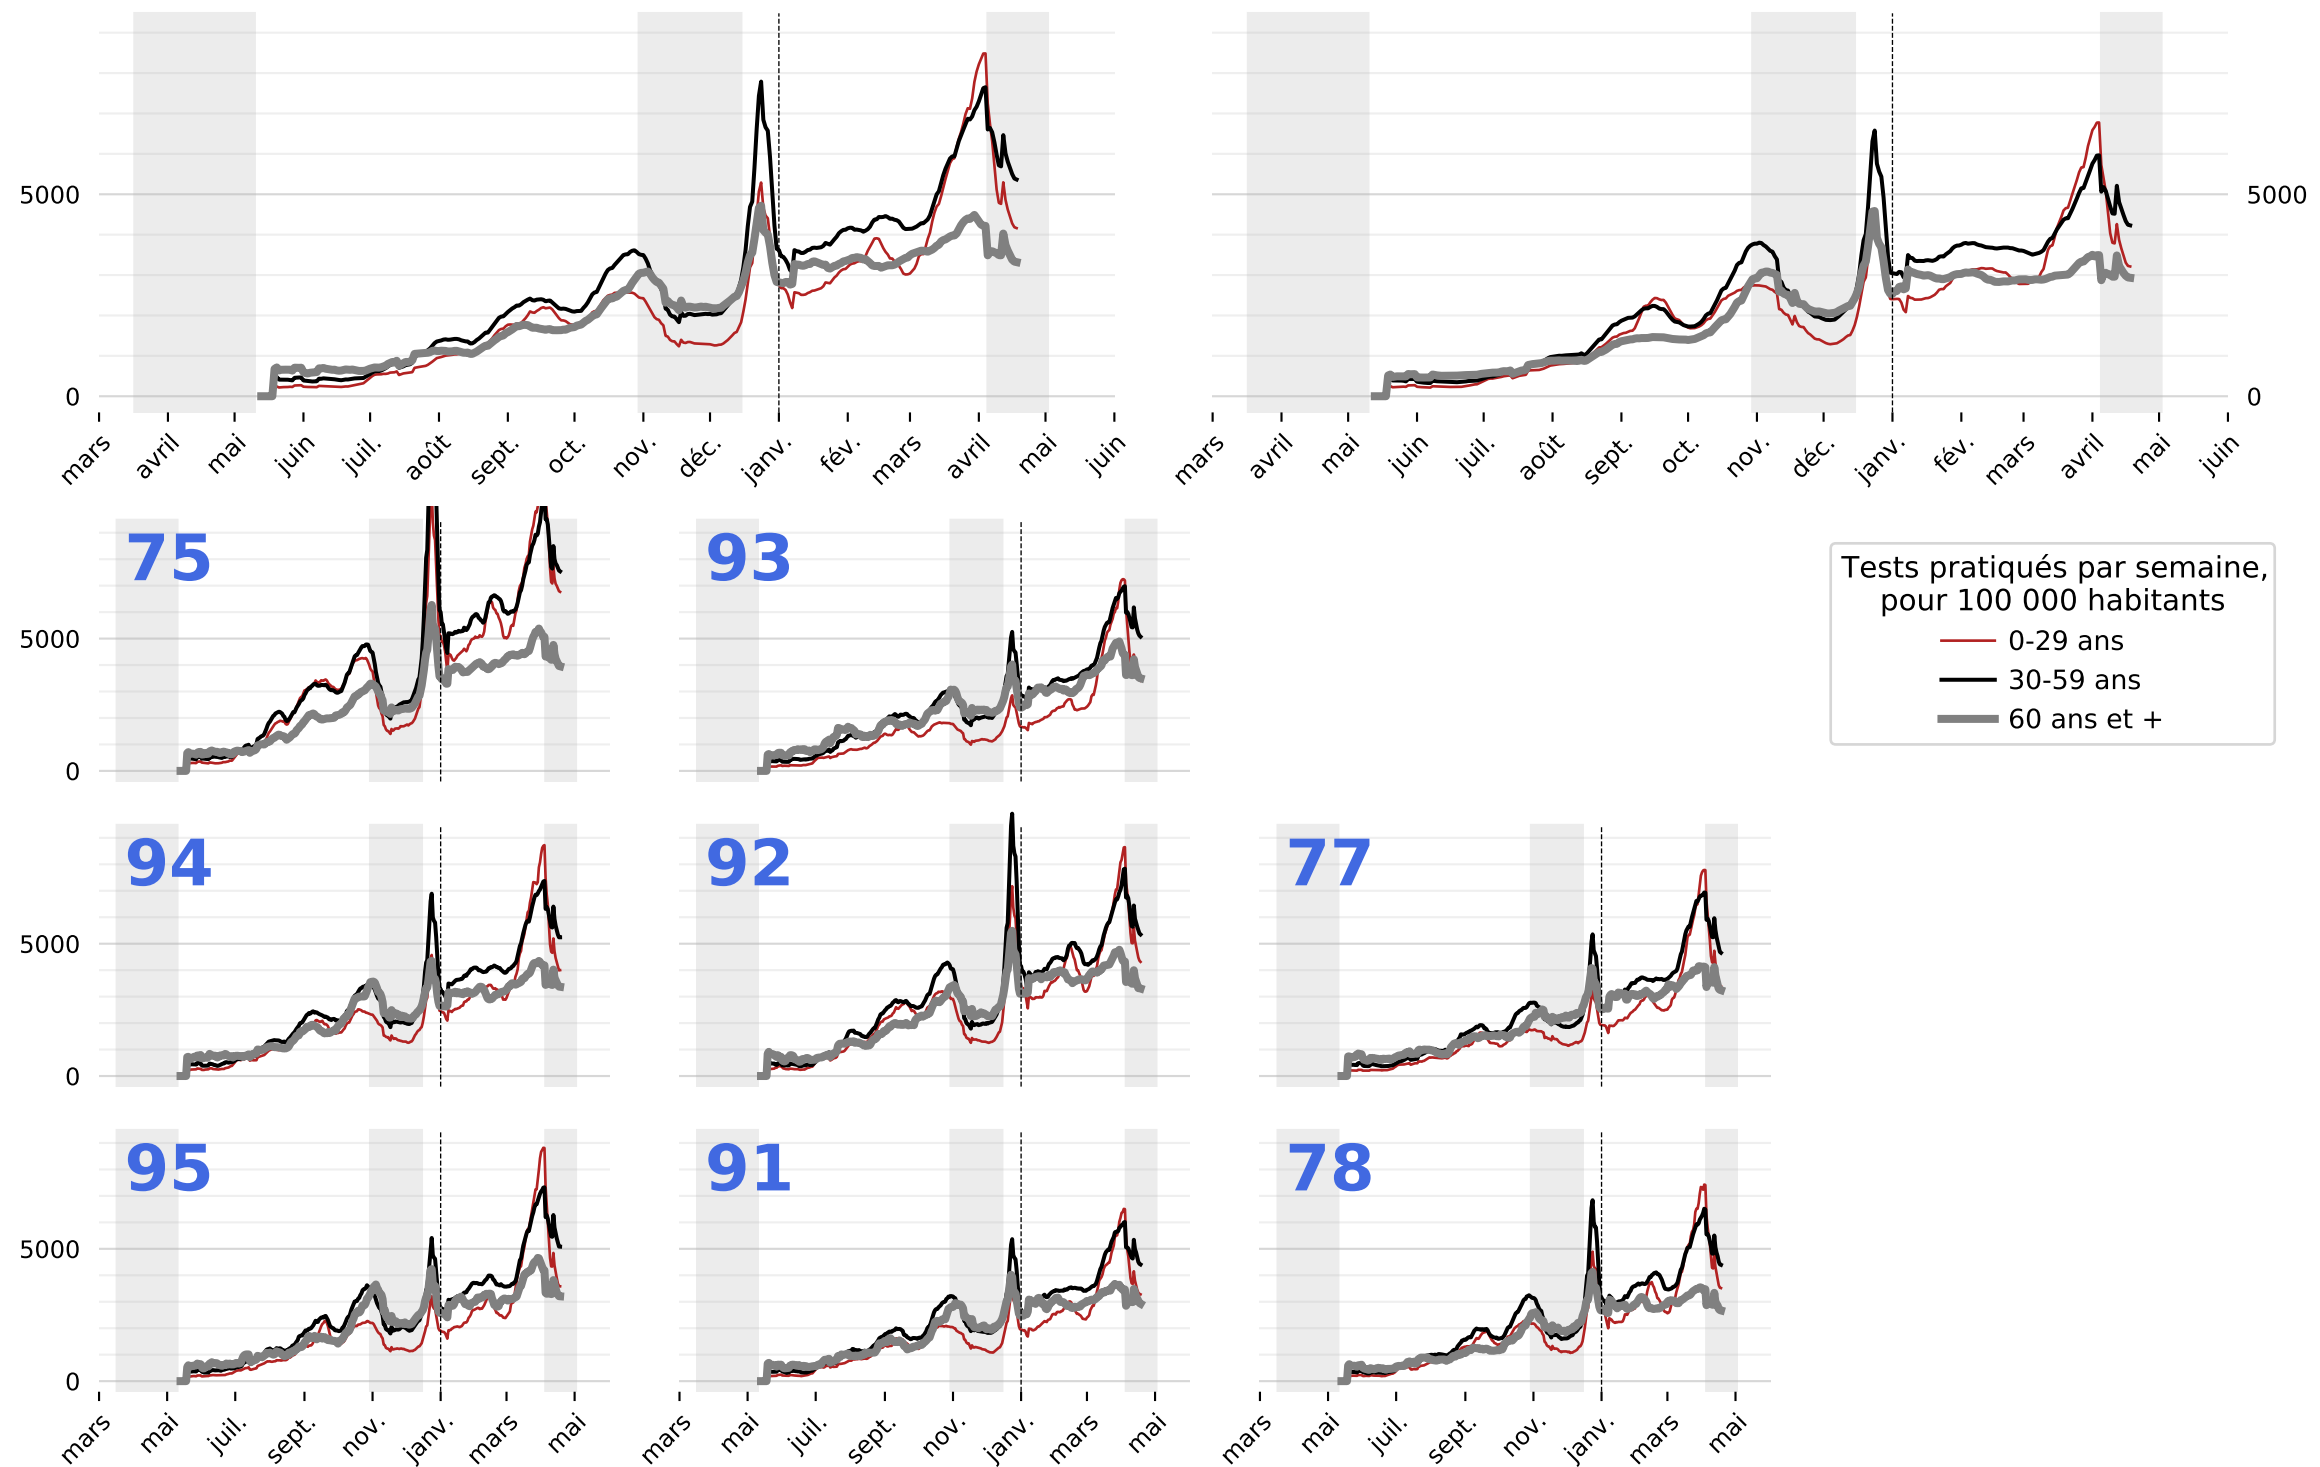 5000
0
mars avril mai juin juil. août sept. oct. nov. déc. janv. fév. mars avril mai juin
5000
0
mars avril mai juin juil. août sept. oct. nov. déc. janv. fév. mars avril mai juin
75
5000
0
93
Tests pratiqués par semaine,
pour 100 000 habitants
0-29 ans
30-59 ans
60 ans et +
94
5000
0
92
77
95
5000
0
mars mai juil. sept. nov. janv. mars mai
91
mars mai juil. sept. nov. janv. mars mai
78
mars mai juil. sept. nov. janv. mars mai